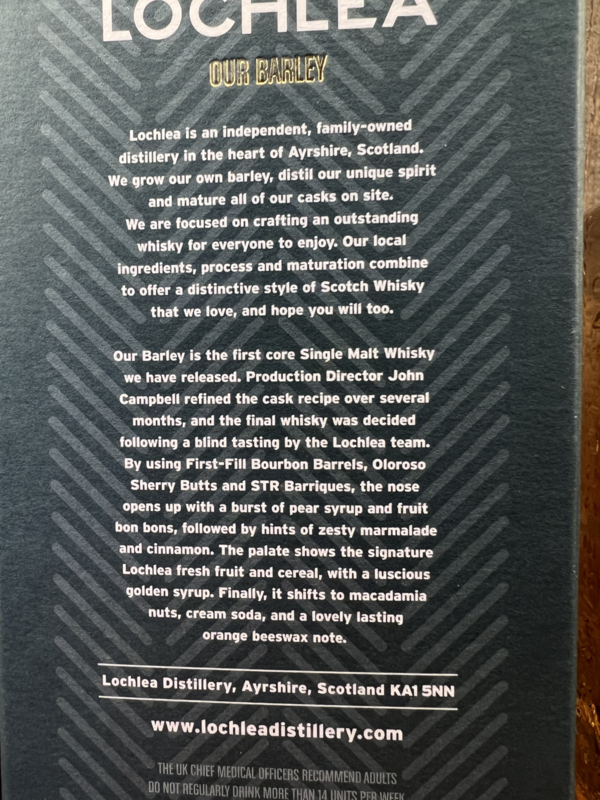 LOCHLEA
OUR BARLEY
Lochlea is an independent, family-owned
distillery in the heart of Ayrshire, Scotland.
We grow our own barley, distil our unique spirit
and mature all of our casks on site.
We are focused on crafting an outstanding
whisky for everyone to enjoy. Our local
ingredients, process and maturation combine
to offer a distinctive style of Scotch Whisky
that we love, and hope you will too.
Our Barley is the first core Single Malt Whisky
we have released. Production Director John
Campbell refined the cask recipe over several
months, and the final whisky was decided
following a blind tasting by the Lochlea team.
By using First-Fill Bourbon Barrels, Oloroso
Sherry Butts and STR Barriques, the nose
opens up with a burst of pear syrup and fruit
bon bons, followed by hints of zesty marmalade
and cinnamon. The palate shows the signature
Lochlea fresh fruit and cereal, with a luscious
golden syrup. Finally, it shifts to macadamia
nuts, cream soda, and a lovely lasting
orange beeswax note.
Lochlea Distillery, Ayrshire, Scotland KA1 5NN
www.lochleadistillery.com
THE UK CHIEF MEDICAL OFFICERS RECOMMEND ADULTS
DO NOT REGULARLY DRINK MORE THAN 14 UNITS PER WEEK